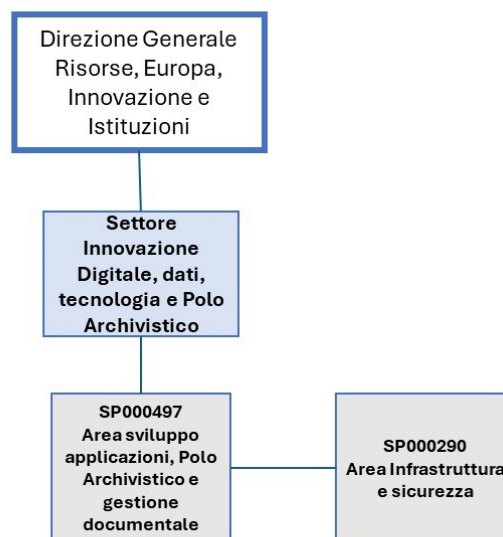 Direzione Generale
Risorse, Europa,
Innovazione e
Istituzioni
Settore
Innovazione
Digitale, dati,
tecnologia e Polo
Archivistico
SP000497
Area sviluppo
applicazioni, Polo
Archivistico e
gestione
documentale
SP000290
Area Infrastruttura
e sicurezza